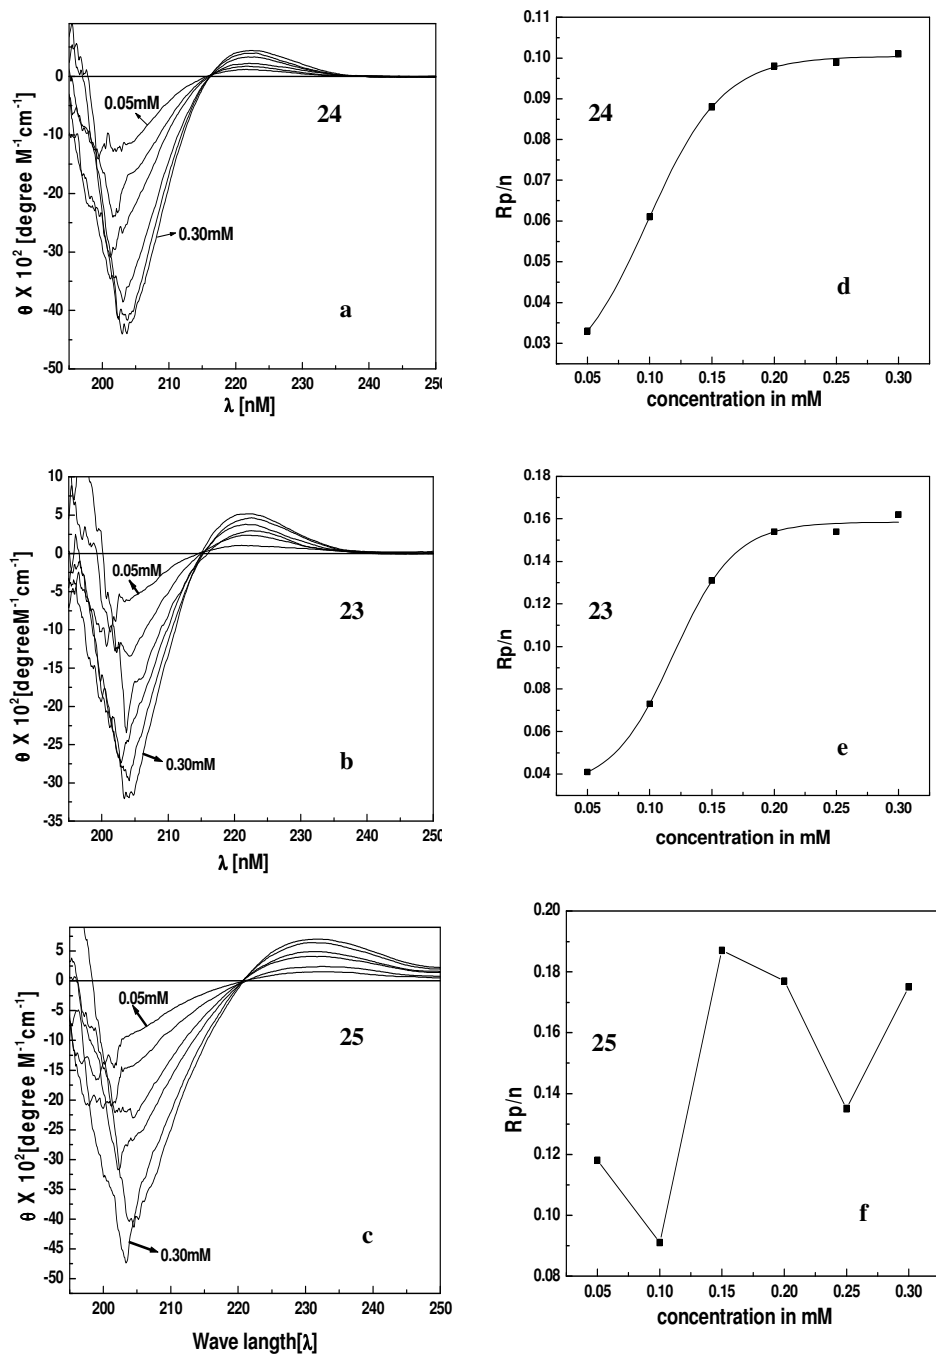 θ X 10² [degree M⁻¹cm⁻¹]
0
-10
-20
-30
-40
-50
0.05mM
24
0.30mM
a
200 210 220 230 240 250
λ [nM]
Rp/n
0.10
0.09
0.08
0.07
0.06
0.05
0.04
0.03
24
d
0.05 0.10 0.15 0.20 0.25 0.30
concentration in mM
θ X 10²[degreeM⁻¹cm⁻¹]
10
5
0
-5
-10
-15
-20
-25
-30
-35
0.05mM
23
0.30mM
b
200 210 220 230 240 250
λ [nM]
Rp/n
0.18
0.16
0.14
0.12
0.10
0.08
0.06
0.04
23
e
0.05 0.10 0.15 0.20 0.25 0.30
concentration in mM
θ X 10²[degree M⁻¹cm⁻¹]
5
0
-5
-10
-15
-20
-25
-30
-35
-40
-45
-50
0.05mM
25
0.30mM
c
200 210 220 230 240 250
Wave length[λ]
Rp/n
0.20
0.18
0.16
0.14
0.12
0.10
0.08
25
f
0.05 0.10 0.15 0.20 0.25 0.30
concentration in mM